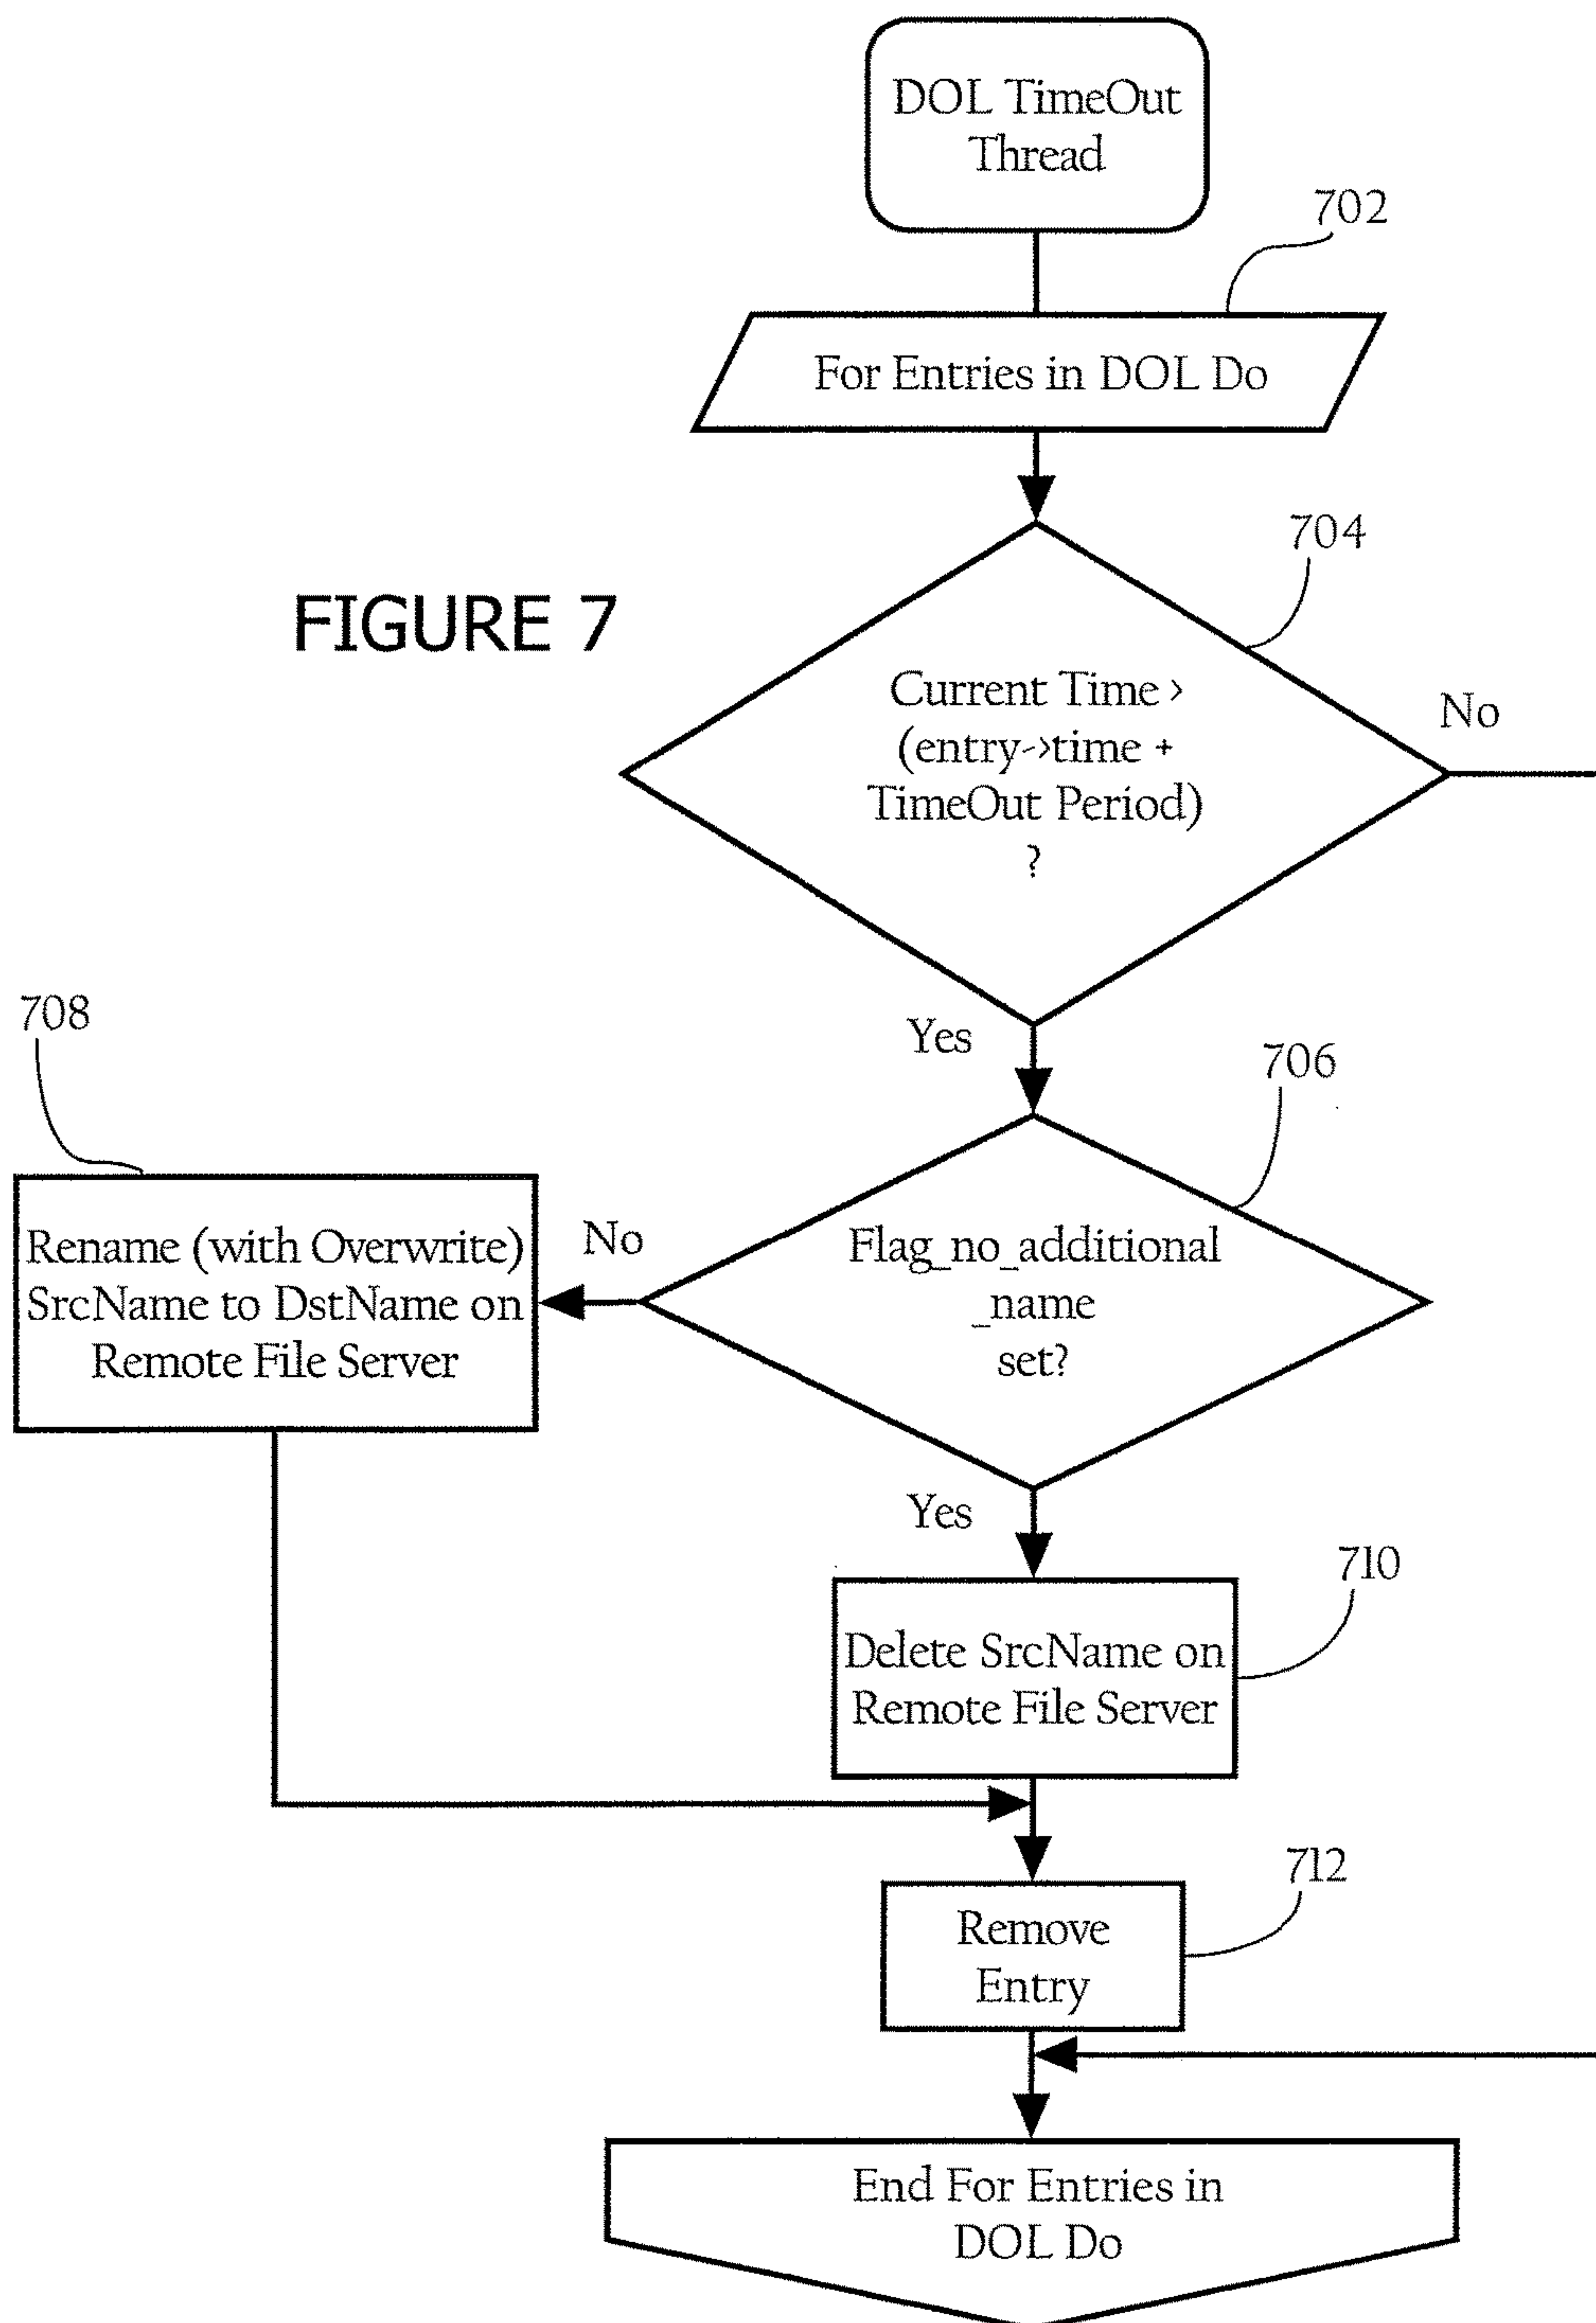 DOL TimeOut
Thread
702
For Entries in DOL Do
704
FIGURE 7
Current Time >
(entry->time +
TimeOut Period)
?
No
Yes
708
706
Rename (with Overwrite)
SrcName to DstName on
Remote File Server
No
Flag_no_additional
_name
set?
Yes
710
Delete SrcName on
Remote File Server
712
Remove
Entry
End For Entries in
DOL Do